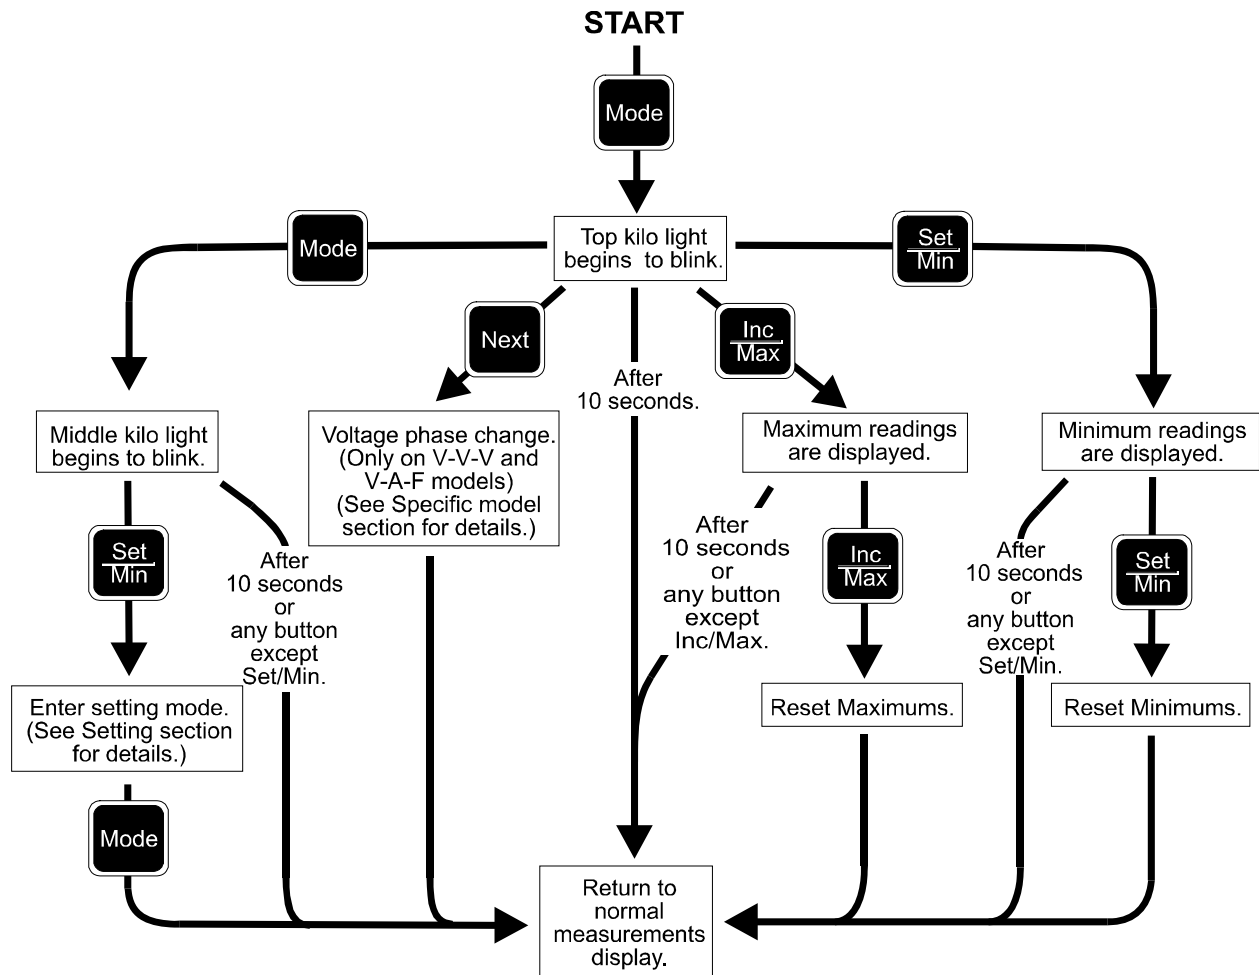 START
Mode
Top kilo light
begins to blink.
Mode
Set
Min
Next
Inc
Max
After
10 seconds.
Middle kilo light
begins to blink.
Voltage phase change.
(Only on V-V-V and
V-A-F models)
(See Specific model
section for details.)
Maximum readings
are displayed.
Minimum readings
are displayed.
Set
Min
After
10 seconds
or
any button
except
Set/Min.
After
10 seconds
or
any button
except
Inc/Max.
Inc
Max
After
10 seconds
or
any button
except
Set/Min.
Set
Min
Enter setting mode.
(See Setting section
for details.)
Reset Maximums.
Reset Minimums.
Mode
Return to
normal
measurements
display.